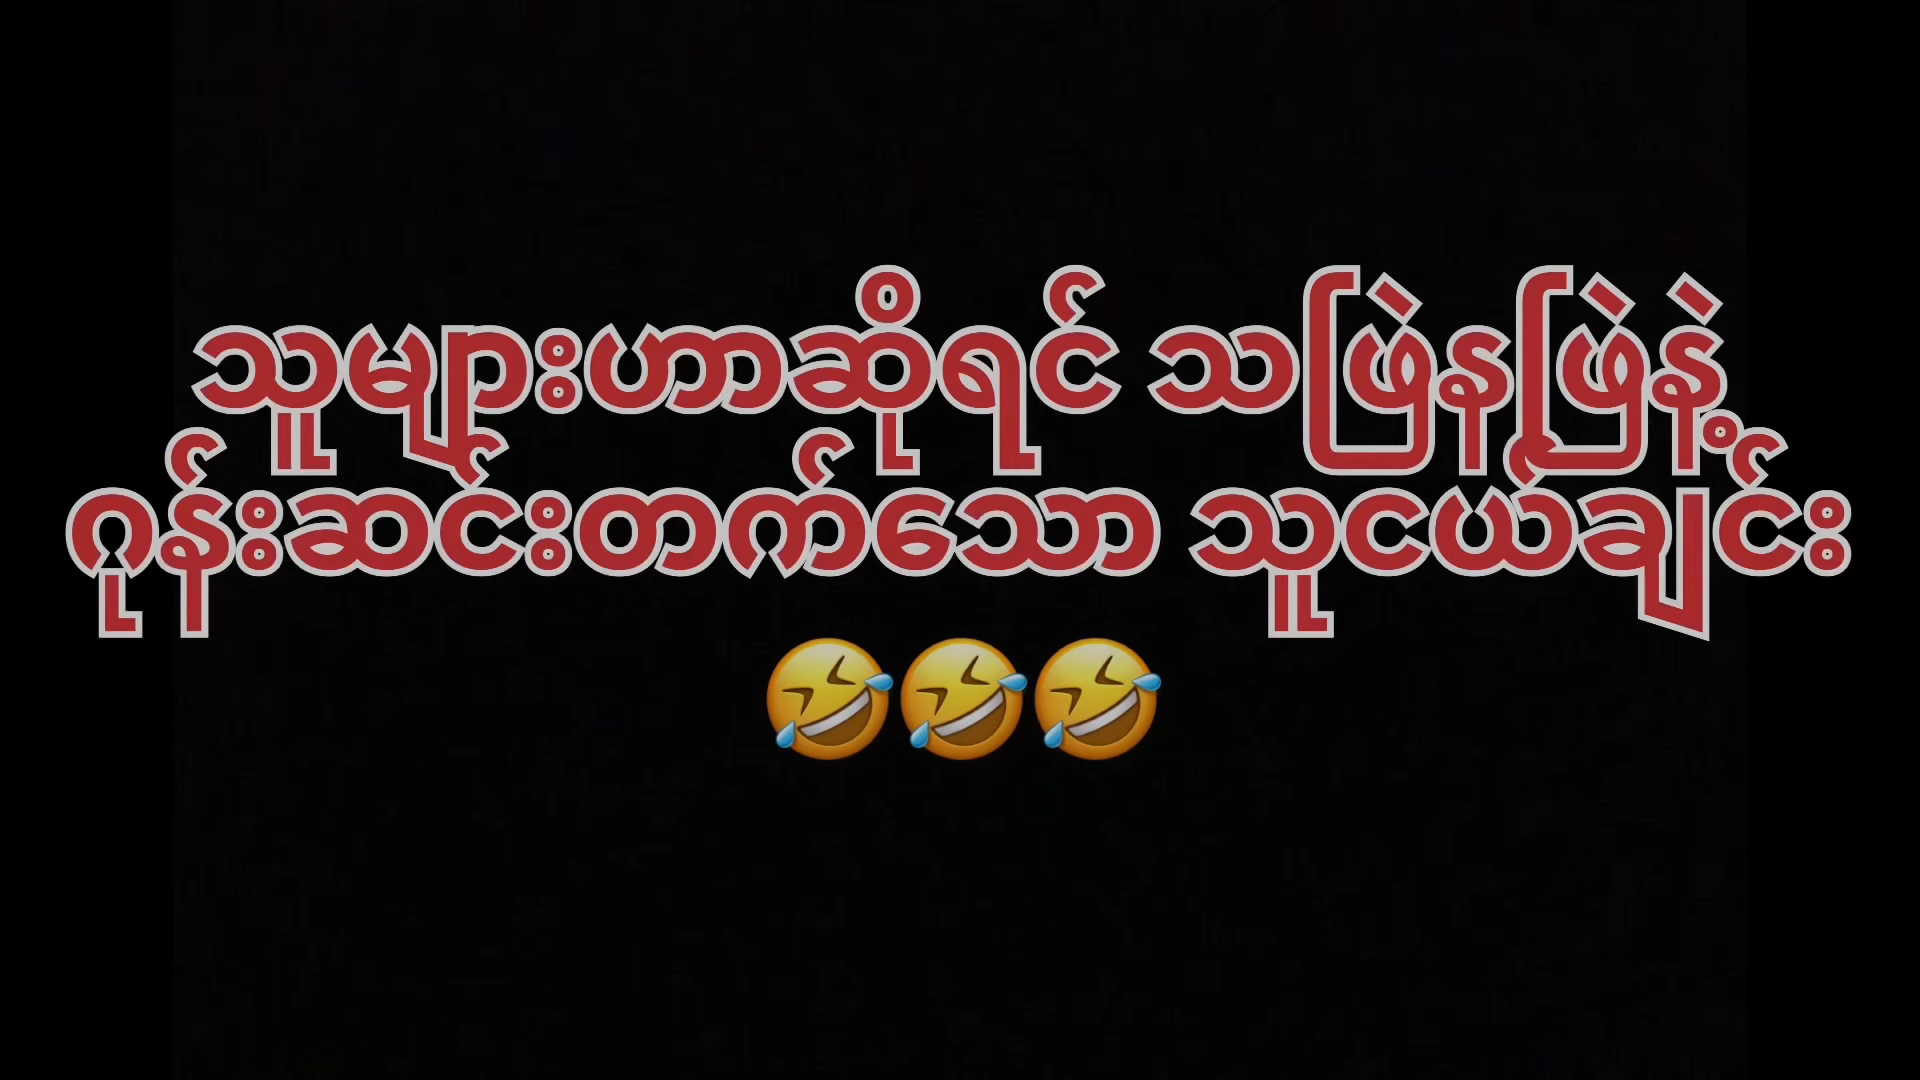 သူများဟာဆိုရင် သဖြဲနဖြဲနဲ့
ဂုန်းဆင်းတက်သော သူငယ်ချင်း
🤣🤣🤣